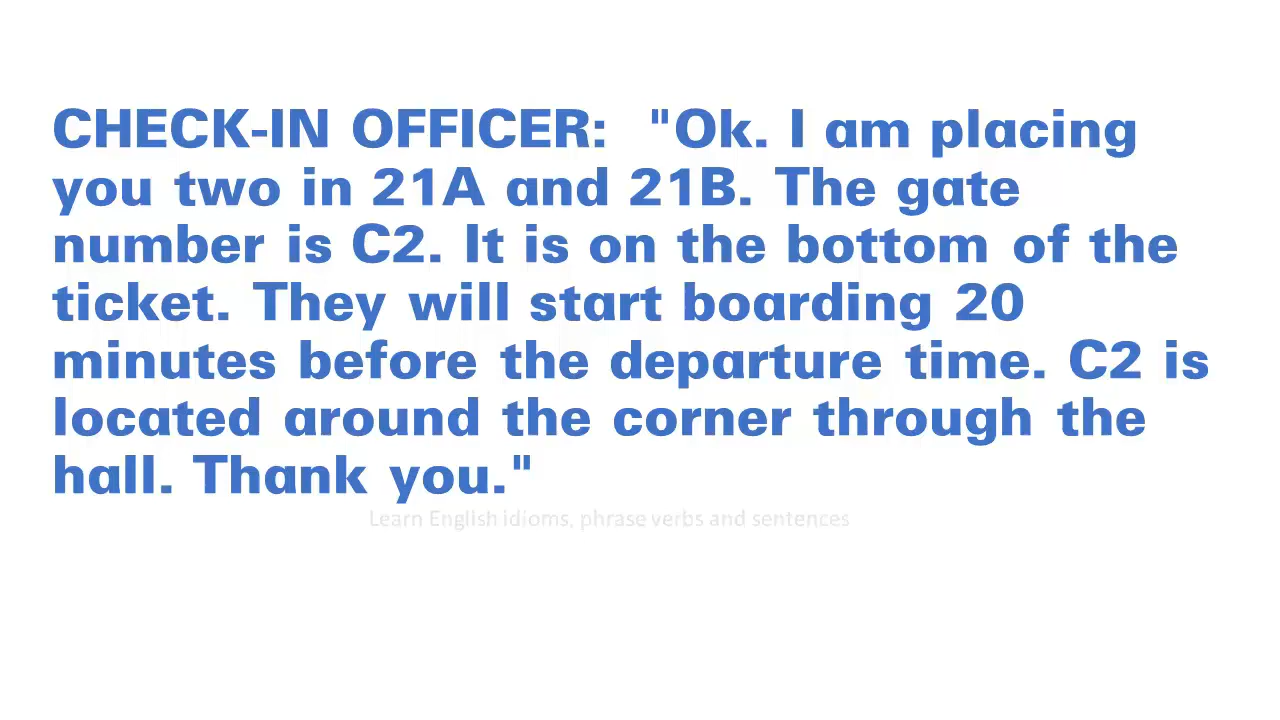 CHECK-IN OFFICER:  "Ok. I am placing
you two in 21A and 21B. The gate
number is C2. It is on the bottom of the
ticket. They will start boarding 20
minutes before the departure time. C2 is
located around the corner through the
hall. Thank you."
Learn English idioms, phrase verbs and sentences